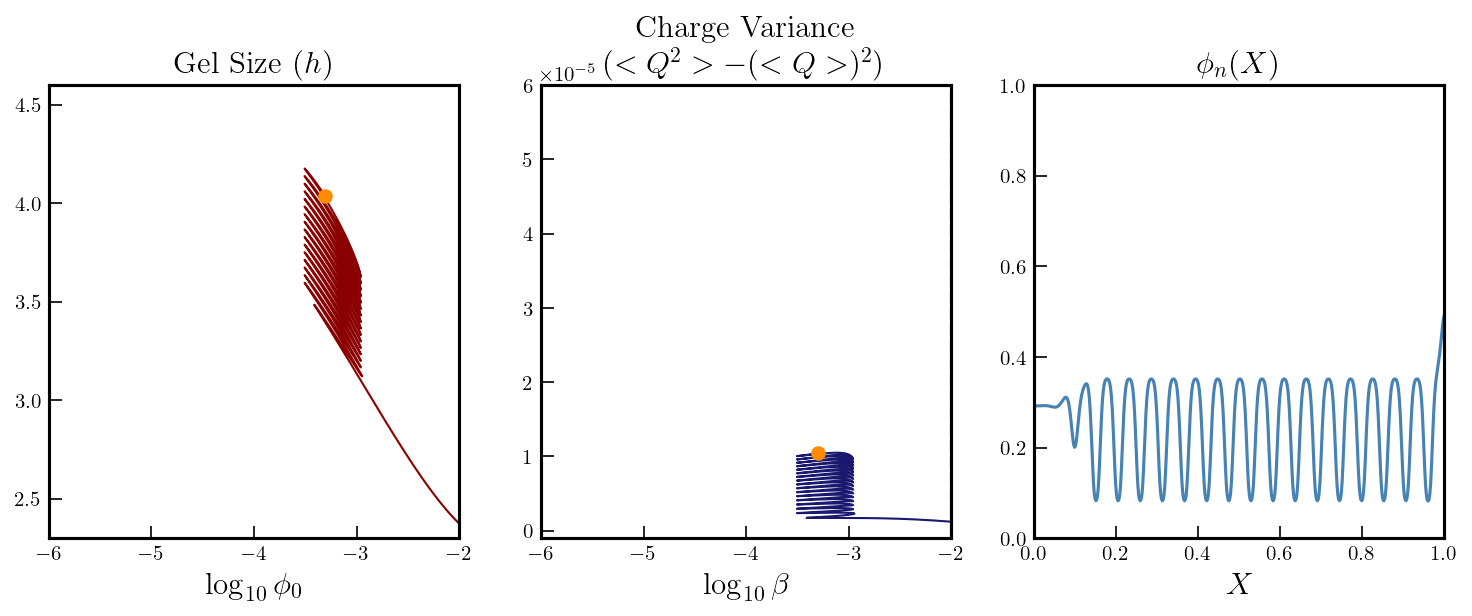 Gel Size (h)
4.5
4.0
3.5
3.0
2.5
−6 −5 −4 −3 −2
log₁₀ ϕ₀
Charge Variance
(< Q² > −(< Q >)²)
×10⁻⁵
6
5
4
3
2
1
0
−6 −5 −4 −3 −2
log₁₀ β
ϕₙ(X)
1.0
0.8
0.6
0.4
0.2
0.0
0.0 0.2 0.4 0.6 0.8 1.0
X